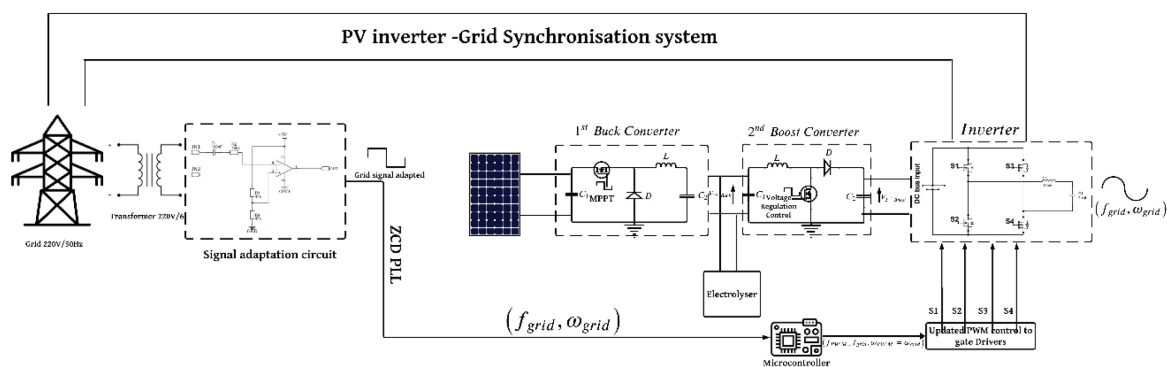 PV inverter -Grid Synchronisation system
1st Buck Converter
2nd Boost Converter
Inverter
IN1
IN2
Grid signal adapted
Transformer 220V/6
Grid 220V/50Hz
Signal adaptation circuit
ZCD PLL
C1
MPPT
D
L
C2
L
D
C1
Voltage
Regulation
Control
C2
DC bus input
S1
S3
S2
S4
(fgrid, ωgrid)
Electrolyser
(fgrid, ωgrid)
S1 S2 S3 S4
Updated PWM control to
gate Drivers
Microcontroller